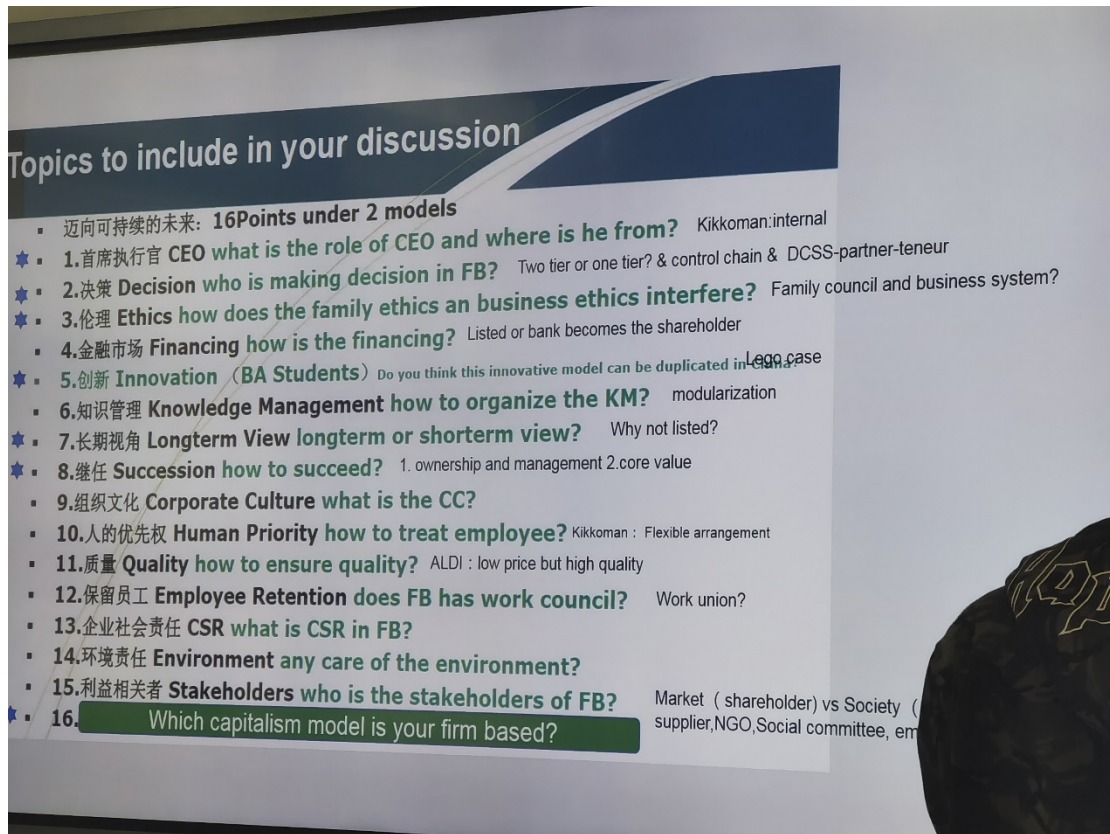 Topics to include in your discussion
迈向可持续的未来: 16Points under 2 models
1.首席执行官 CEO what is the role of CEO and where is he from? Kikkoman:internal
2.决策 Decision who is making decision in FB? Two tier or one tier? & control chain & DCSS-partner-teneur
3.伦理 Ethics how does the family ethics an business ethics interfere? Family council and business system?
4.金融市场 Financing how is the financing? Listed or bank becomes the shareholder
5.创新 Innovation（BA Students）Do you think this innovative model can be duplicated in China? Lego case
6.知识管理 Knowledge Management how to organize the KM? modularization
7.长期视角 Longterm View longterm or shorterm view? Why not listed?
8.继任 Succession how to succeed? 1. ownership and management 2.core value
9.组织文化 Corporate Culture what is the CC?
10.人的优先权 Human Priority how to treat employee? Kikkoman : Flexible arrangement
11.质量 Quality how to ensure quality? ALDI : low price but high quality
12.保留员工 Employee Retention does FB has work council? Work union?
13.企业社会责任 CSR what is CSR in FB?
14.环境责任 Environment any care of the environment?
15.利益相关者 Stakeholders who is the stakeholders of FB? Market ( shareholder) vs Society (
supplier,NGO,Social committee, em
16. Which capitalism model is your firm based?